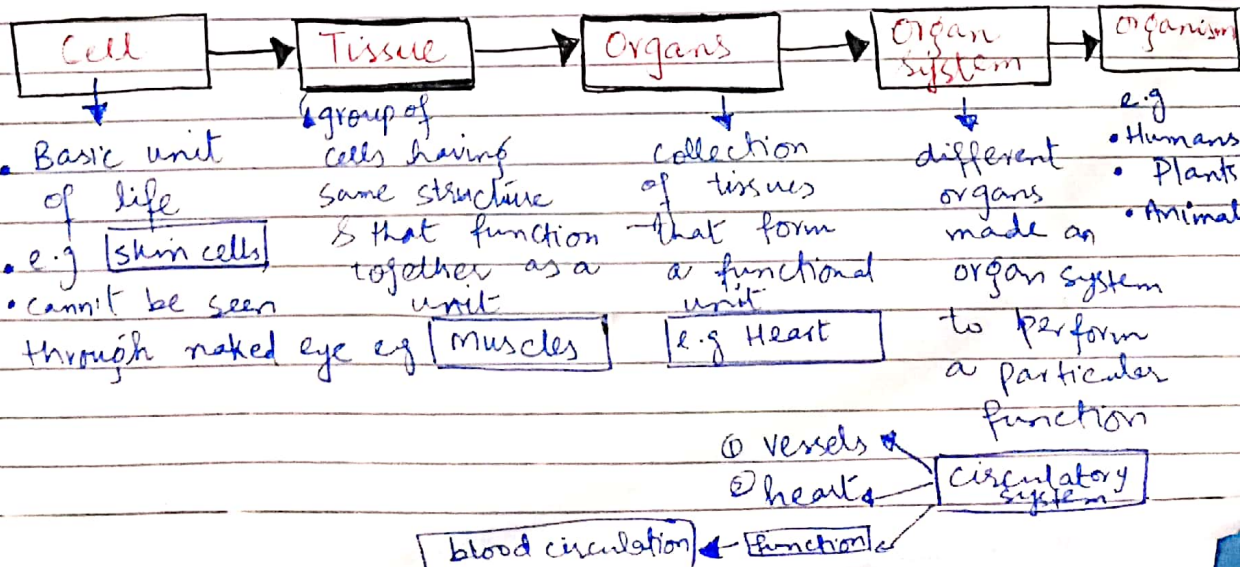 Cell Tissue Organs Organ system organism
• Basic unit
of life
• e.g skin cells
• cann't be seen
through naked eye
group of
cells having
same structure
& that function
together as a
unit
eg Muscles
collection
of tissues
that form
a functional
unit
e.g Heart
different
organs
made an
organ system
to perform
a particular
function
e.g
• Humans
• Plants
• Animal
① vessels
② heart
circulatory
system
blood circulation function